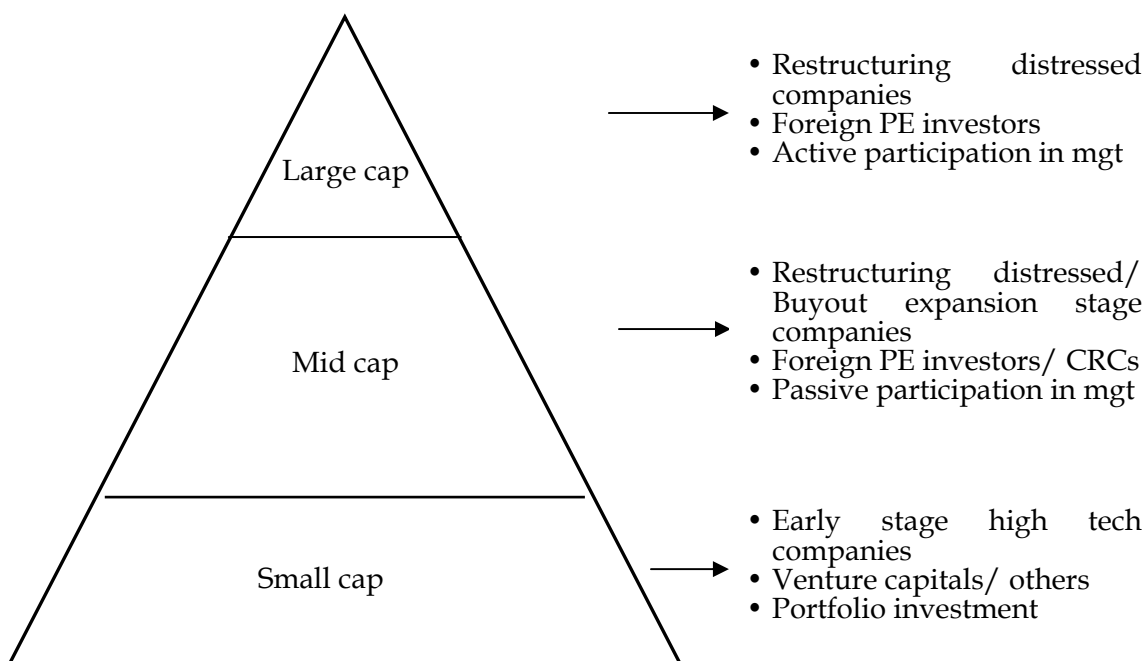 Large cap
• Restructuring distressed
companies
• Foreign PE investors
• Active participation in mgt
Mid cap
• Restructuring distressed/
Buyout expansion stage
companies
• Foreign PE investors/ CRCs
• Passive participation in mgt
Small cap
• Early stage high tech
companies
• Venture capitals/ others
• Portfolio investment